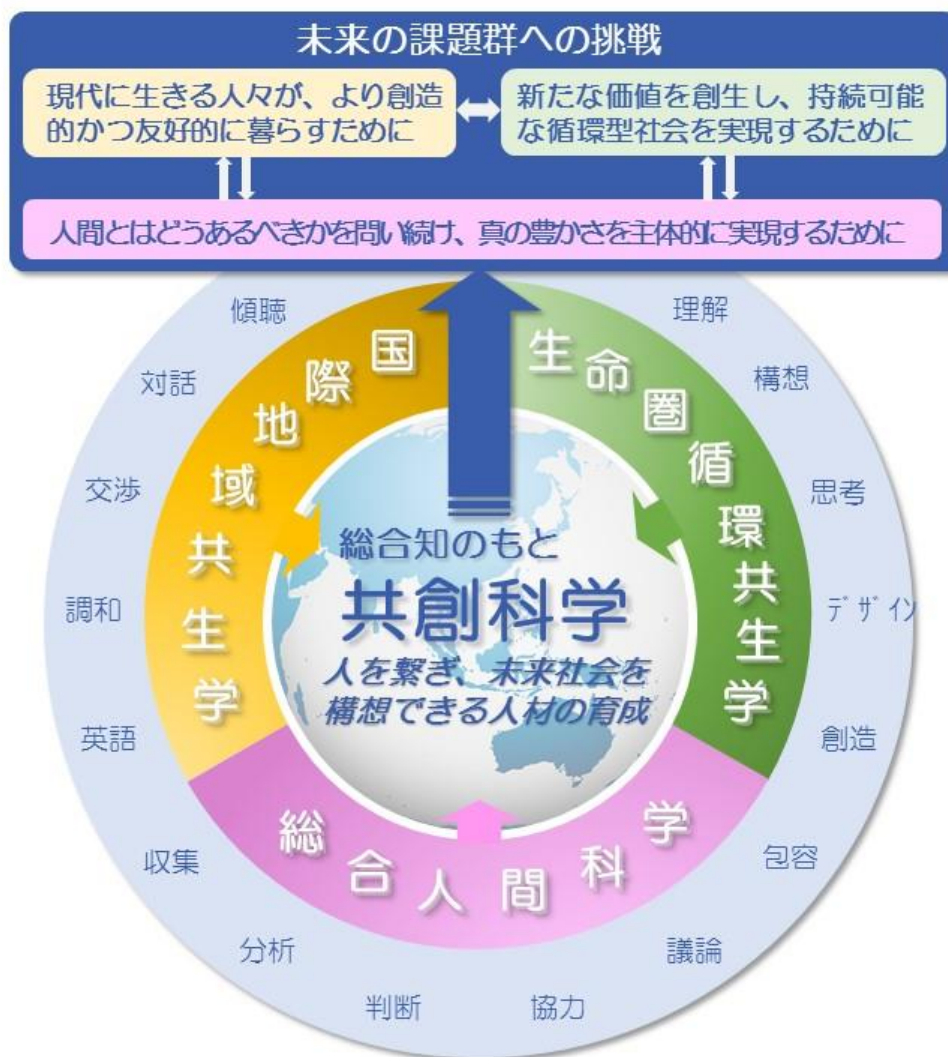 未来の課題群への挑戦
現代に生きる人々が、より創造
的かつ友好的に暮らすために
新たな価値を創生し、持続可能
な循環型社会を実現するために
人間とはどうあるべきかを問い続け、真の豊かさを主体的に実現するために
国際地域共生学
生命圏循環共生学
総合人間科学
総合知のもと
共創科学
人を繋ぎ、未来社会を
構想できる人材の育成
傾聴
対話
交渉
調和
英語
収集
分析
判断
協力
議論
包容
創造
デザイン
思考
構想
理解